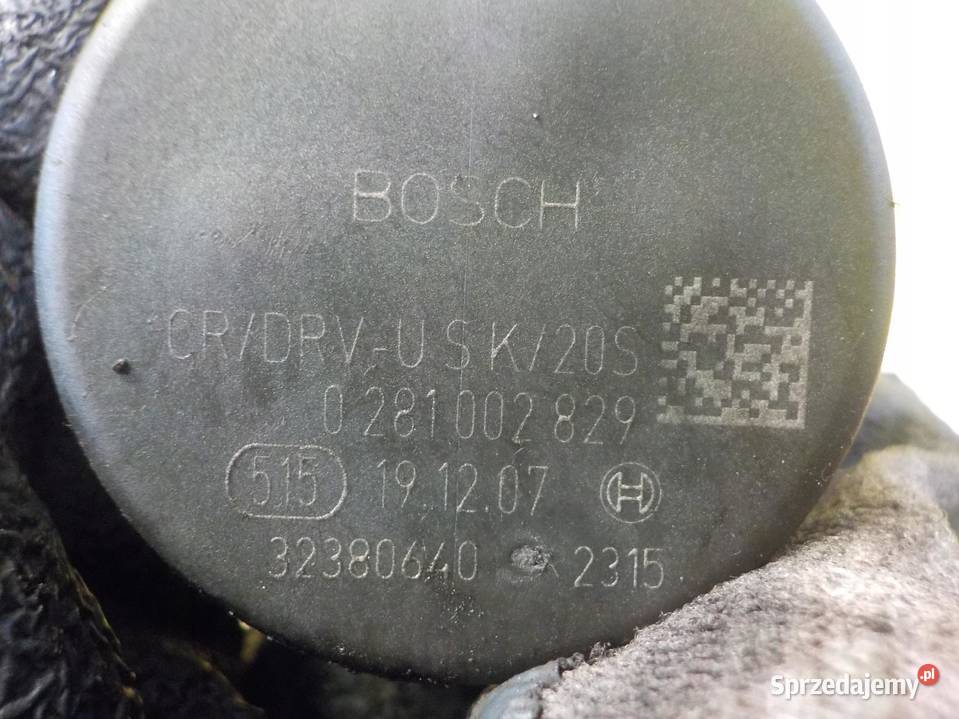 BOSCH
CR/DRV-U S K/20S
0 281 002 829
515 19.12.07 H
32380640 2315
Sprzedajemy.pl